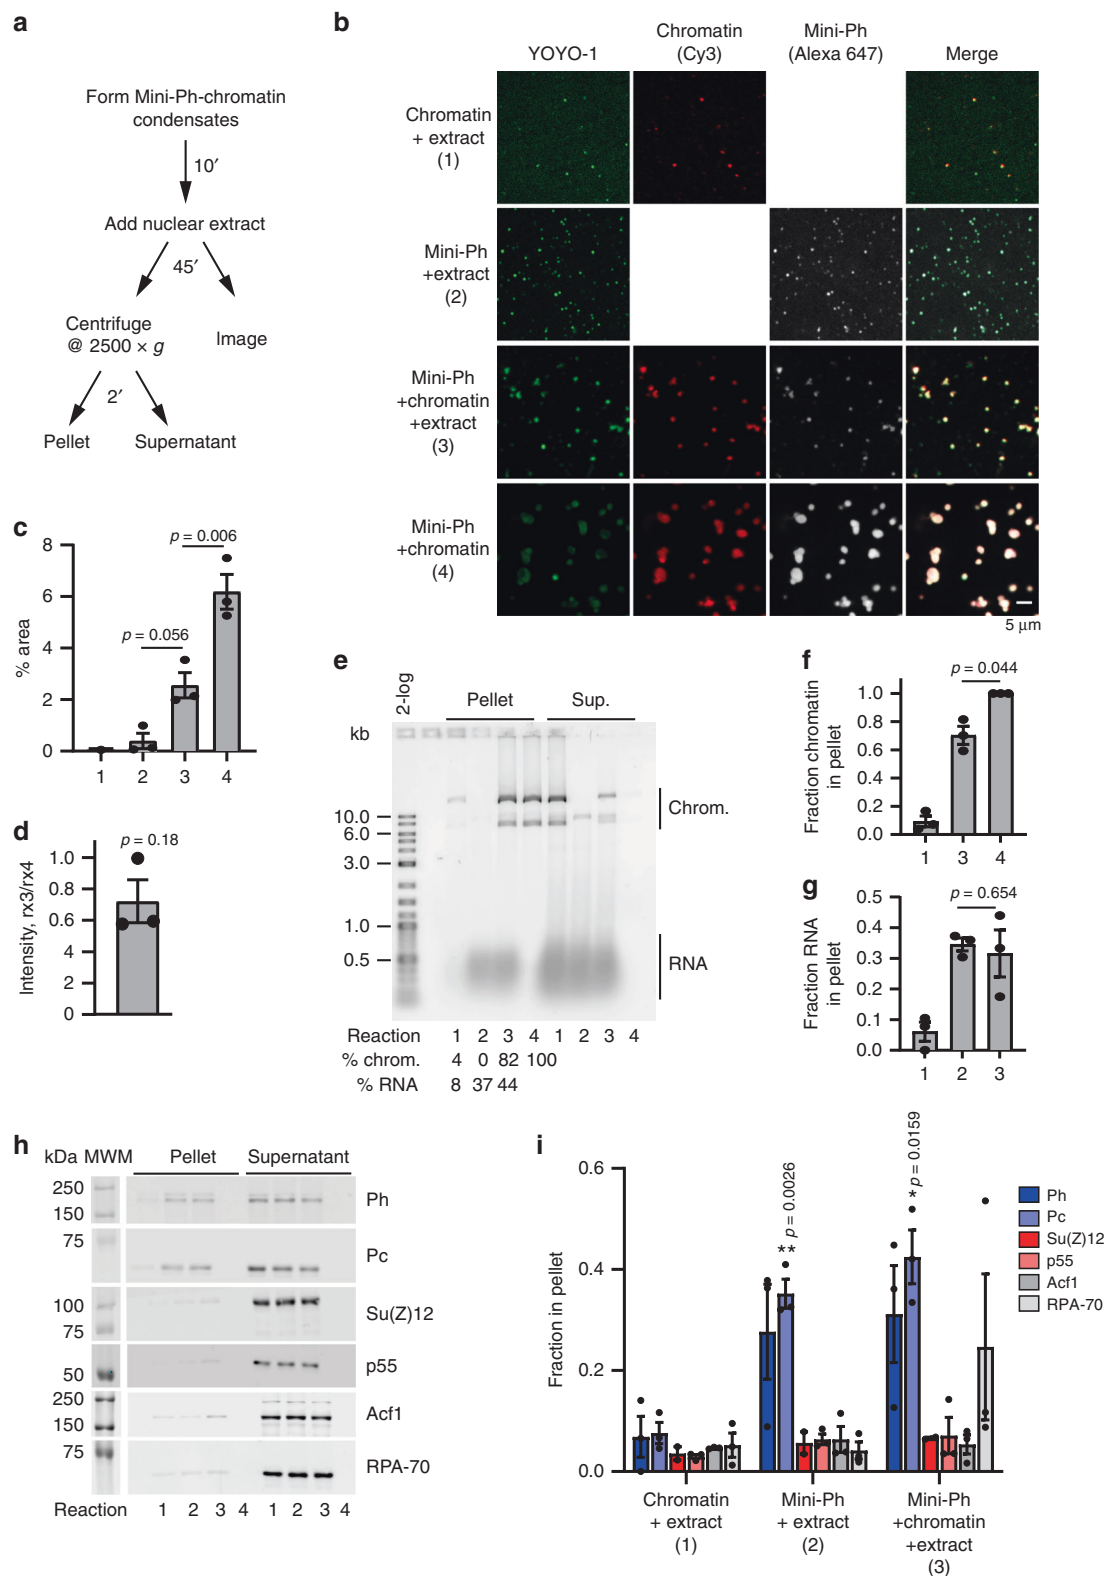 a
Form Mini-Ph-chromatin
condensates
10′
Add nuclear extract
45′
Centrifuge
@ 2500 × g
Image
2′
Pellet
Supernatant
b
YOYO-1
Chromatin
(Cy3)
Mini-Ph
(Alexa 647)
Merge
Chromatin
+ extract
(1)
Mini-Ph
+extract
(2)
Mini-Ph
+chromatin
+extract
(3)
Mini-Ph
+chromatin
(4)
5 µm
c
% area
8
6
4
2
0
p = 0.056
p = 0.006
1 2 3 4
d
Intensity, rx3/rx4
1.0
0.8
0.6
0.4
2
0
p = 0.18
e
2-log
Pellet
Sup.
kb
10.0
6.0
3.0
1.0
0.5
Chrom.
RNA
Reaction 1 2 3 4 1 2 3 4
% chrom. 4 0 82 100
% RNA 8 37 44
f
Fraction chromatin
in pellet
1.0
0.8
0.6
0.4
0.2
0.0
p = 0.044
1 3 4
g
Fraction RNA
in pellet
0.5
0.4
0.3
0.2
0.1
0.0
p = 0.654
1 2 3
h
kDa MWM Pellet Supernatant
250
150
Ph
75
Pc
100
75
Su(Z)12
50
p55
250
150
Acf1
75
RPA-70
Reaction 1 2 3 4 1 2 3 4
i
Fraction in pellet
0.6
0.4
0.2
0.0
** p = 0.0026
* p = 0.0159
Ph
Pc
Su(Z)12
p55
Acf1
RPA-70
Chromatin
+ extract
(1)
Mini-Ph
+ extract
(2)
Mini-Ph
+chromatin
+extract
(3)